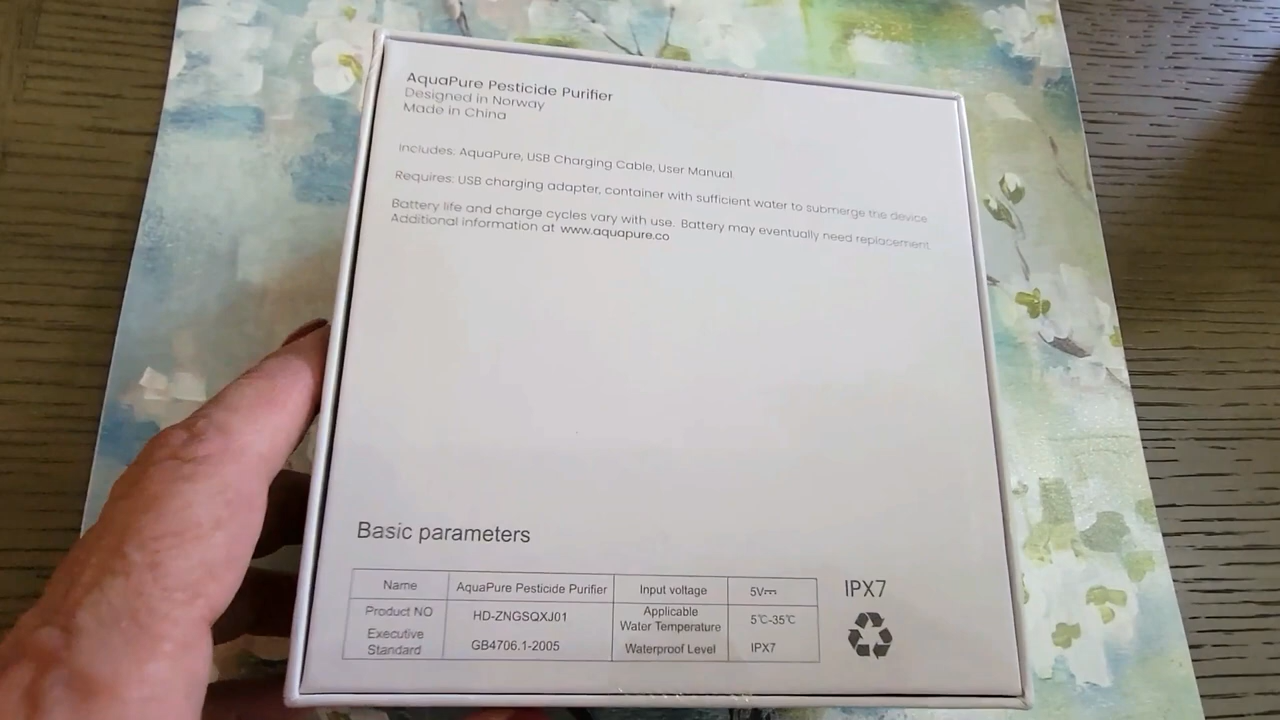 AquaPure Pesticide Purifier
Designed in Norway
Made in China
Includes: AquaPure, USB Charging Cable, User Manual.
Requires: USB charging adapter, container with sufficient water to submerge the device.
Battery life and charge cycles vary with use. Battery may eventually need replacement.
Additional information at www.aquapure.co
Basic parameters
Name AquaPure Pesticide Purifier Input voltage 5V⎓
Product NO HD-ZNGSQXJ01 Applicable Water Temperature 5℃-35℃
Executive Standard GB4706.1-2005 Waterproof Level IPX7
IPX7